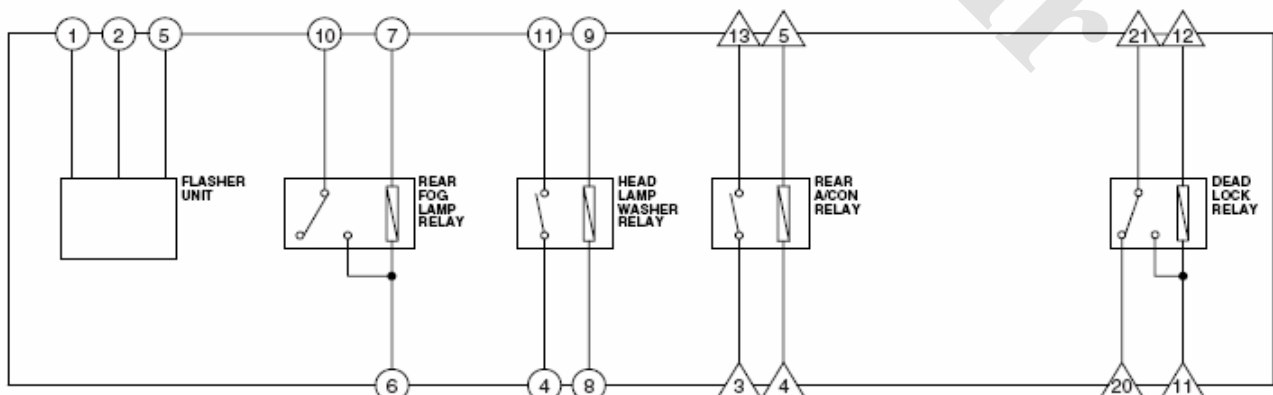 1 2 5 10 7 11 9 13 5 21 12
FLASHER
UNIT
REAR
FOG
LAMP
RELAY
HEAD
LAMP
WASHER
RELAY
REAR
A/CON
RELAY
DEAD
LOCK
RELAY
6 4 8 3 4 20 11